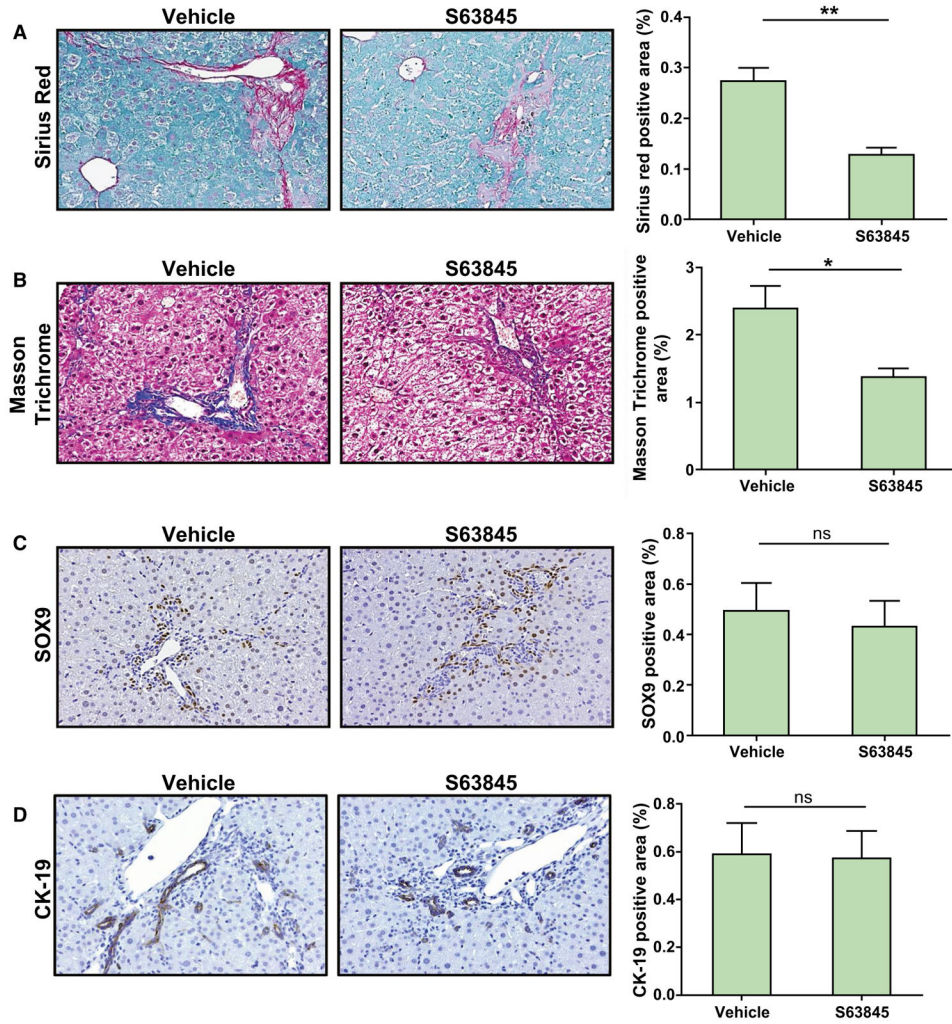 Vehicle
S63845
A
Sirius Red
Sirius red positive area (%)
0.4
0.3
0.2
0.1
0.0
**
Vehicle
S63845
Vehicle
S63845
B
Masson
Trichrome
Masson Trichrome positive
area (%)
3
2
1
0
*
Vehicle
S63845
Vehicle
S63845
C
SOX9
SOX9 positive area (%)
0.8
0.6
0.4
0.2
0.0
ns
Vehicle
S63845
Vehicle
S63845
D
CK-19
CK-19 positive area (%)
0.8
0.6
0.4
0.2
0.0
ns
Vehicle
S63845